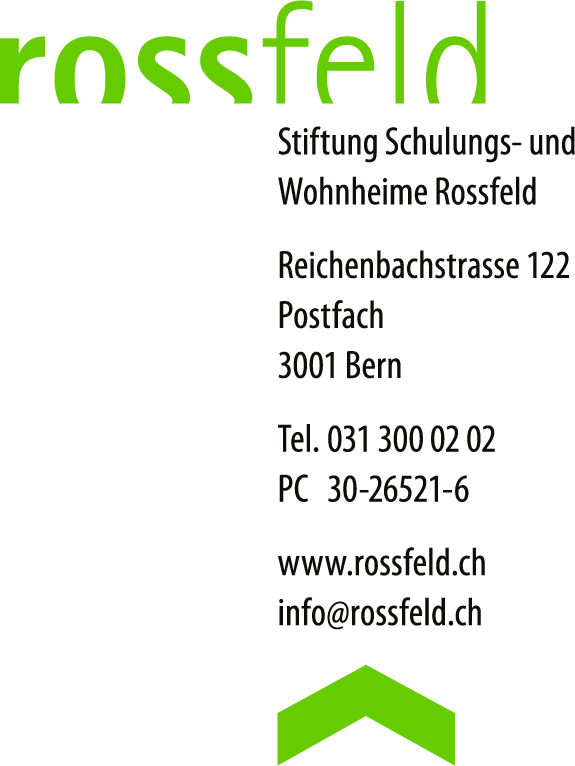 rossfeld
Stiftung Schulungs- und
Wohnheime Rossfeld
Reichenbachstrasse 122
Postfach
3001 Bern
Tel. 031 300 02 02
PC 30-26521-6
www.rossfeld.ch
info@rossfeld.ch